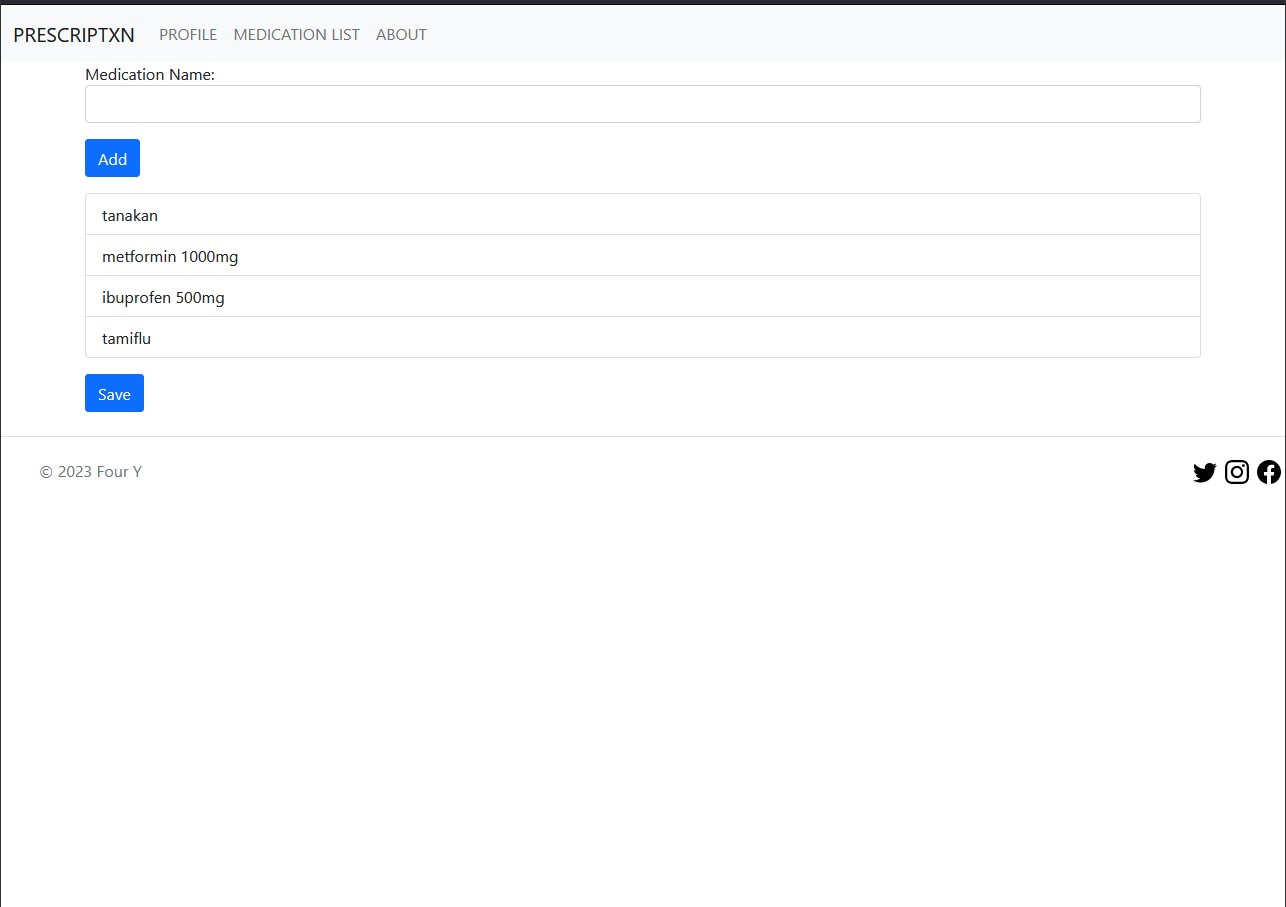 PRESCRIPTXN PROFILE MEDICATION LIST ABOUT
Medication Name:
Add
tanakan
metformin 1000mg
ibuprofen 500mg
tamiflu
Save
© 2023 Four Y